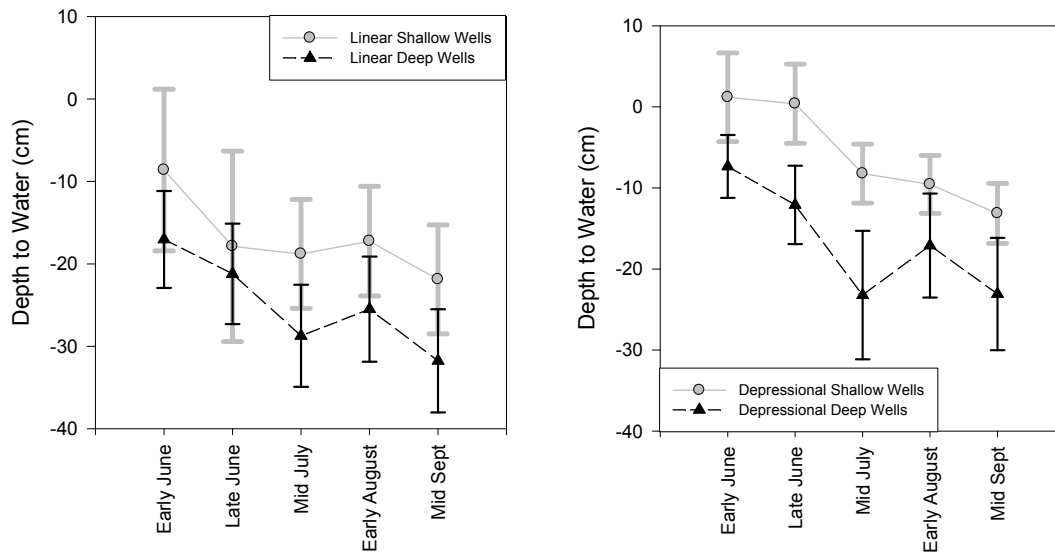 10
0
-10
-20
-30
-40
Depth to Water (cm)
Linear Shallow Wells
Linear Deep Wells
Early June
Late June
Mid July
Early August
Mid Sept
10
0
-10
-20
-30
-40
Depth to Water (cm)
Depressional Shallow Wells
Depressional Deep Wells
Early June
Late June
Mid July
Early August
Mid Sept